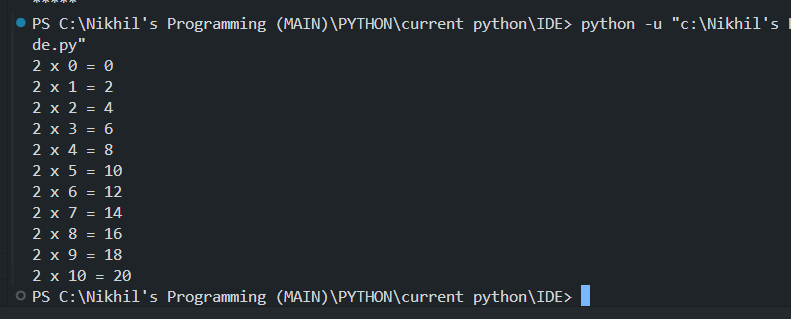 *****
PS C:\Nikhil's Programming (MAIN)\PYTHON\current python\IDE> python -u "c:\Nikhil's
de.py"
2 x 0 = 0
2 x 1 = 2
2 x 2 = 4
2 x 3 = 6
2 x 4 = 8
2 x 5 = 10
2 x 6 = 12
2 x 7 = 14
2 x 8 = 16
2 x 9 = 18
2 x 10 = 20
PS C:\Nikhil's Programming (MAIN)\PYTHON\current python\IDE>